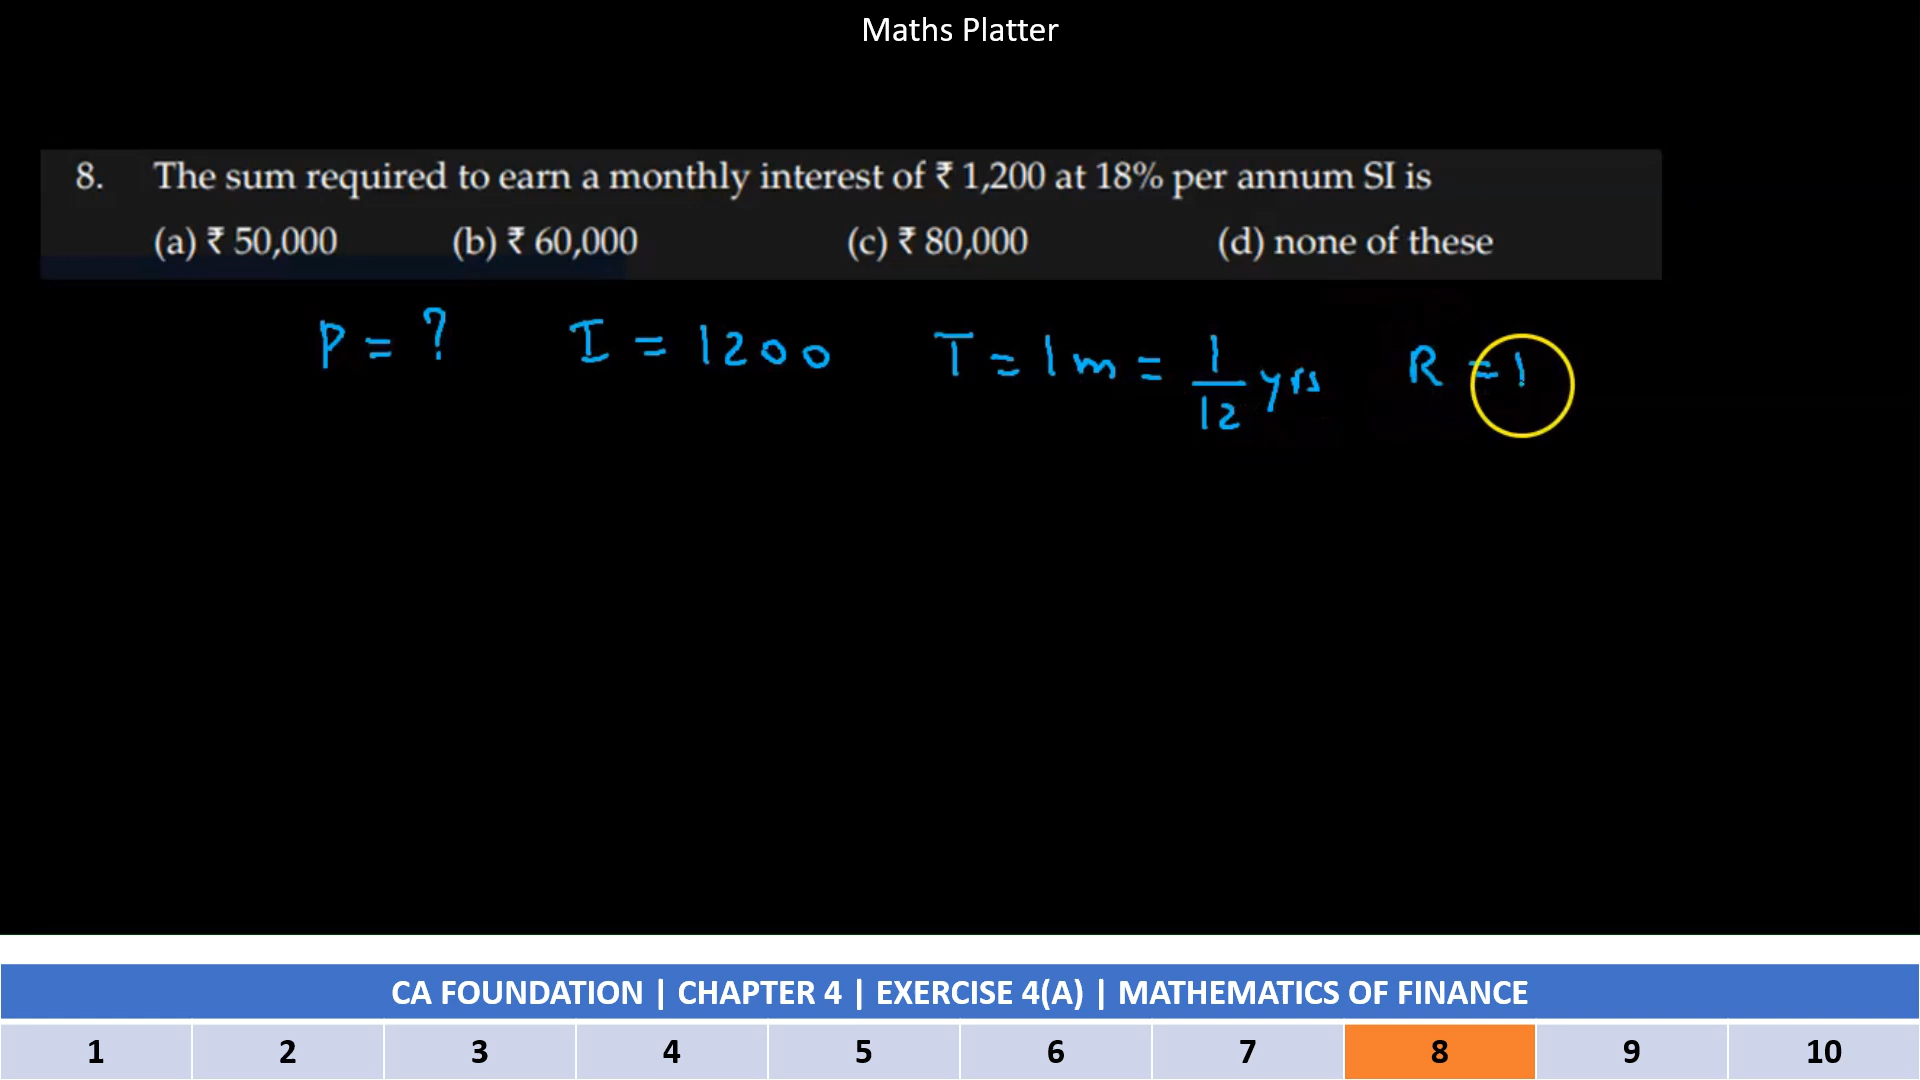 Maths Platter
8. The sum required to earn a monthly interest of ₹ 1,200 at 18% per annum SI is
(a) ₹ 50,000 (b) ₹ 60,000 (c) ₹ 80,000 (d) none of these
P = ? I = 1200 T = 1m = 1/12 yrs R = 1
CA FOUNDATION | CHAPTER 4 | EXERCISE 4(A) | MATHEMATICS OF FINANCE
1 2 3 4 5 6 7 8 9 10